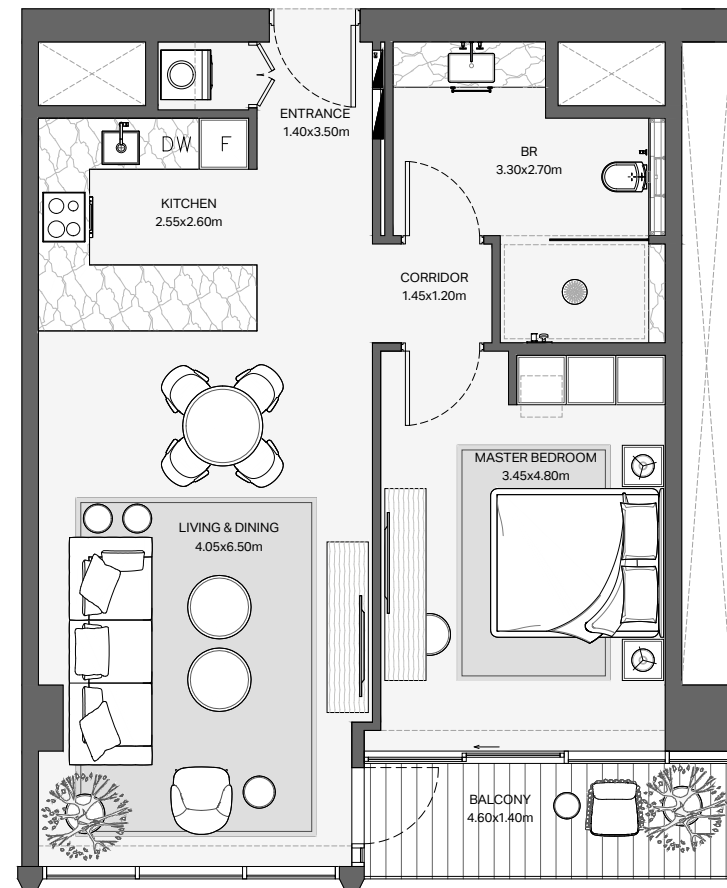 ENTRANCE
1.40x3.50m
DW
F
BR
3.30x2.70m
KITCHEN
2.55x2.60m
CORRIDOR
1.45x1.20m
MASTER BEDROOM
3.45x4.80m
LIVING & DINING
4.05x6.50m
BALCONY
4.60x1.40m